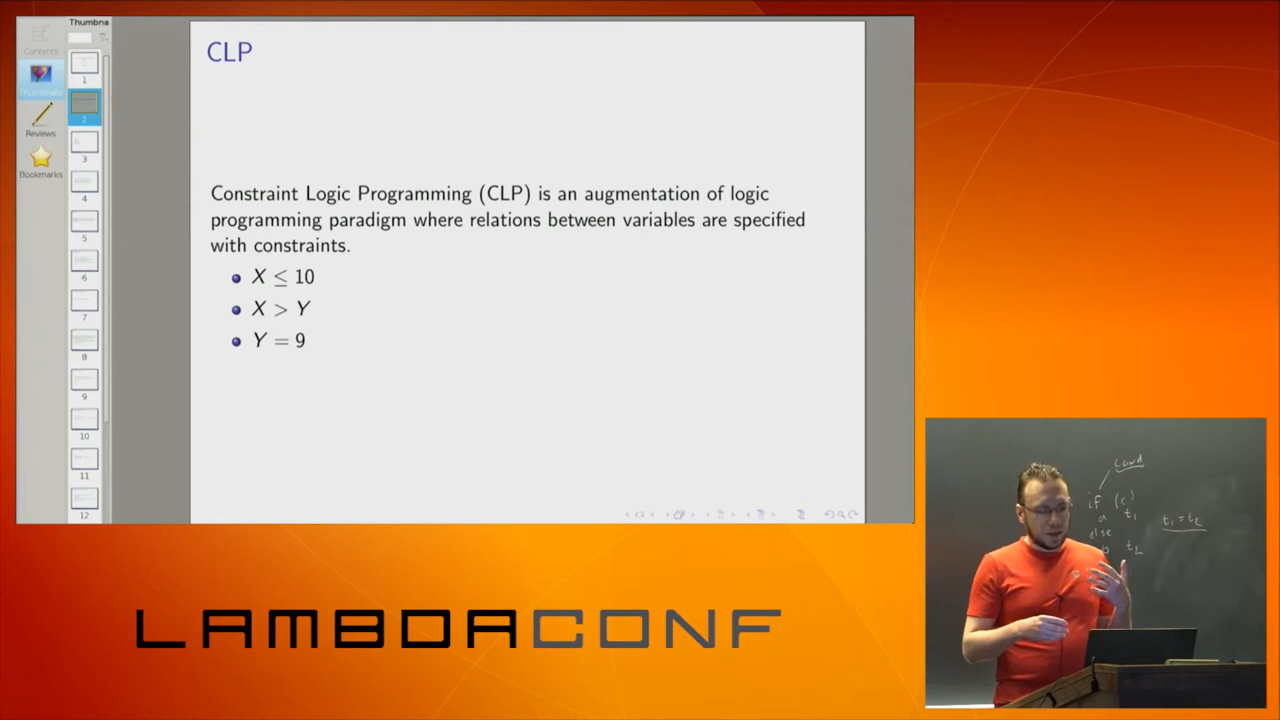 Thumbna
Contents
Thumbnails
Reviews
Bookmarks
1
2
3
4
5
6
7
8
9
10
11
12
CLP
Constraint Logic Programming (CLP) is an augmentation of logic
programming paradigm where relations between variables are specified
with constraints.
X ≤ 10
X > Y
Y = 9
cond
if (c)
a t₁
else
b t₂
t₁ = t₂
LAMBDACONF